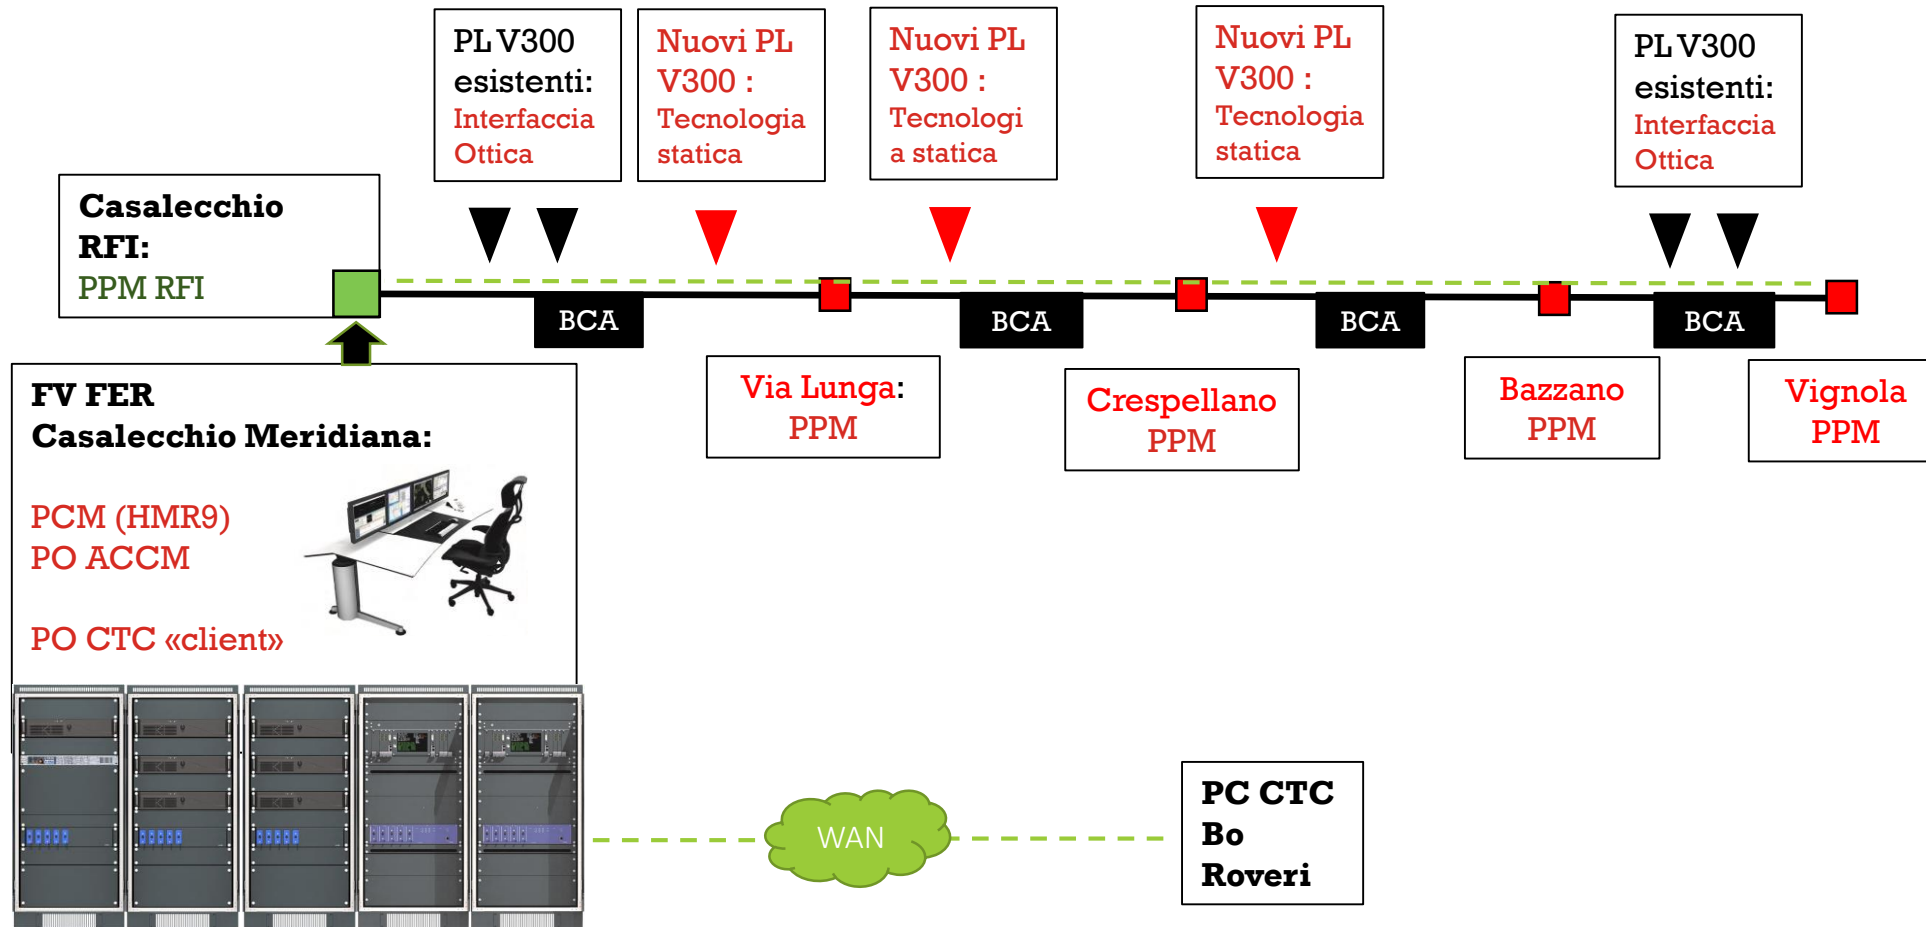 PL V300
esistenti:
Interfaccia
Ottica
Nuovi PL
V300 :
Tecnologia
statica
Nuovi PL
V300 :
Tecnologi
a statica
Nuovi PL
V300 :
Tecnologia
statica
PL V300
esistenti:
Interfaccia
Ottica
Casalecchio
RFI:
PPM RFI
BCA
BCA
BCA
BCA
Via Lunga:
PPM
Crespellano
PPM
Bazzano
PPM
Vignola
PPM
FV FER
Casalecchio Meridiana:
PCM (HMR9)
PO ACCM
PO CTC «client»
WAN
PC CTC
Bo
Roveri